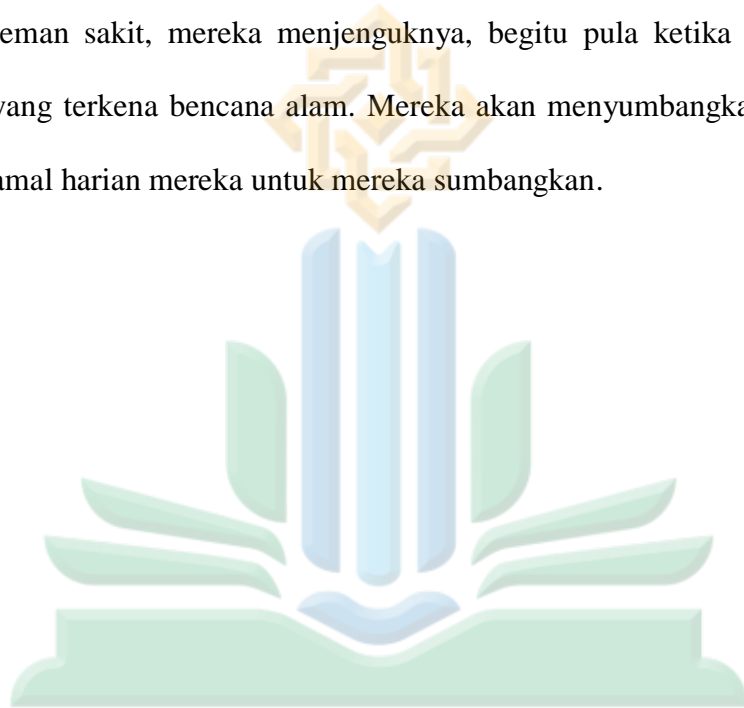 eman sakit, mereka menjenguknya, begitu pula ketika
yang terkena bencana alam. Mereka akan menyumbangka
amal harian mereka untuk mereka sumbangkan.